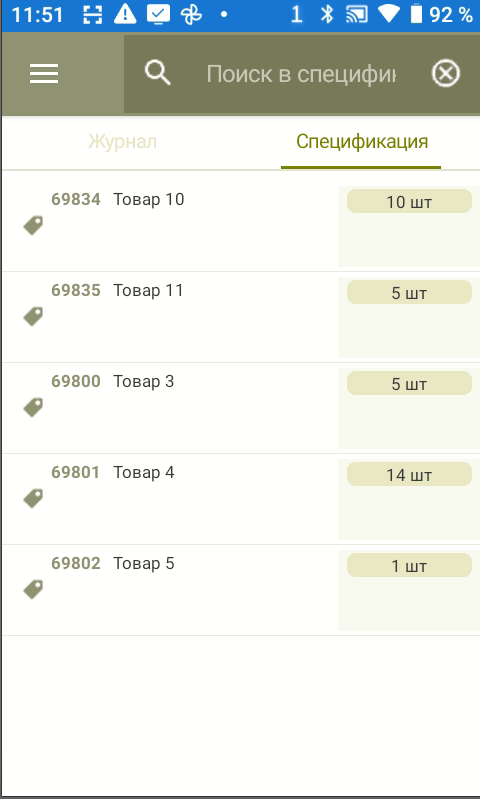 11:51 1 92 %
Поиск в специфик
Журнал Спецификация
69834 Товар 10 10 шт
69835 Товар 11 5 шт
69800 Товар 3 5 шт
69801 Товар 4 14 шт
69802 Товар 5 1 шт